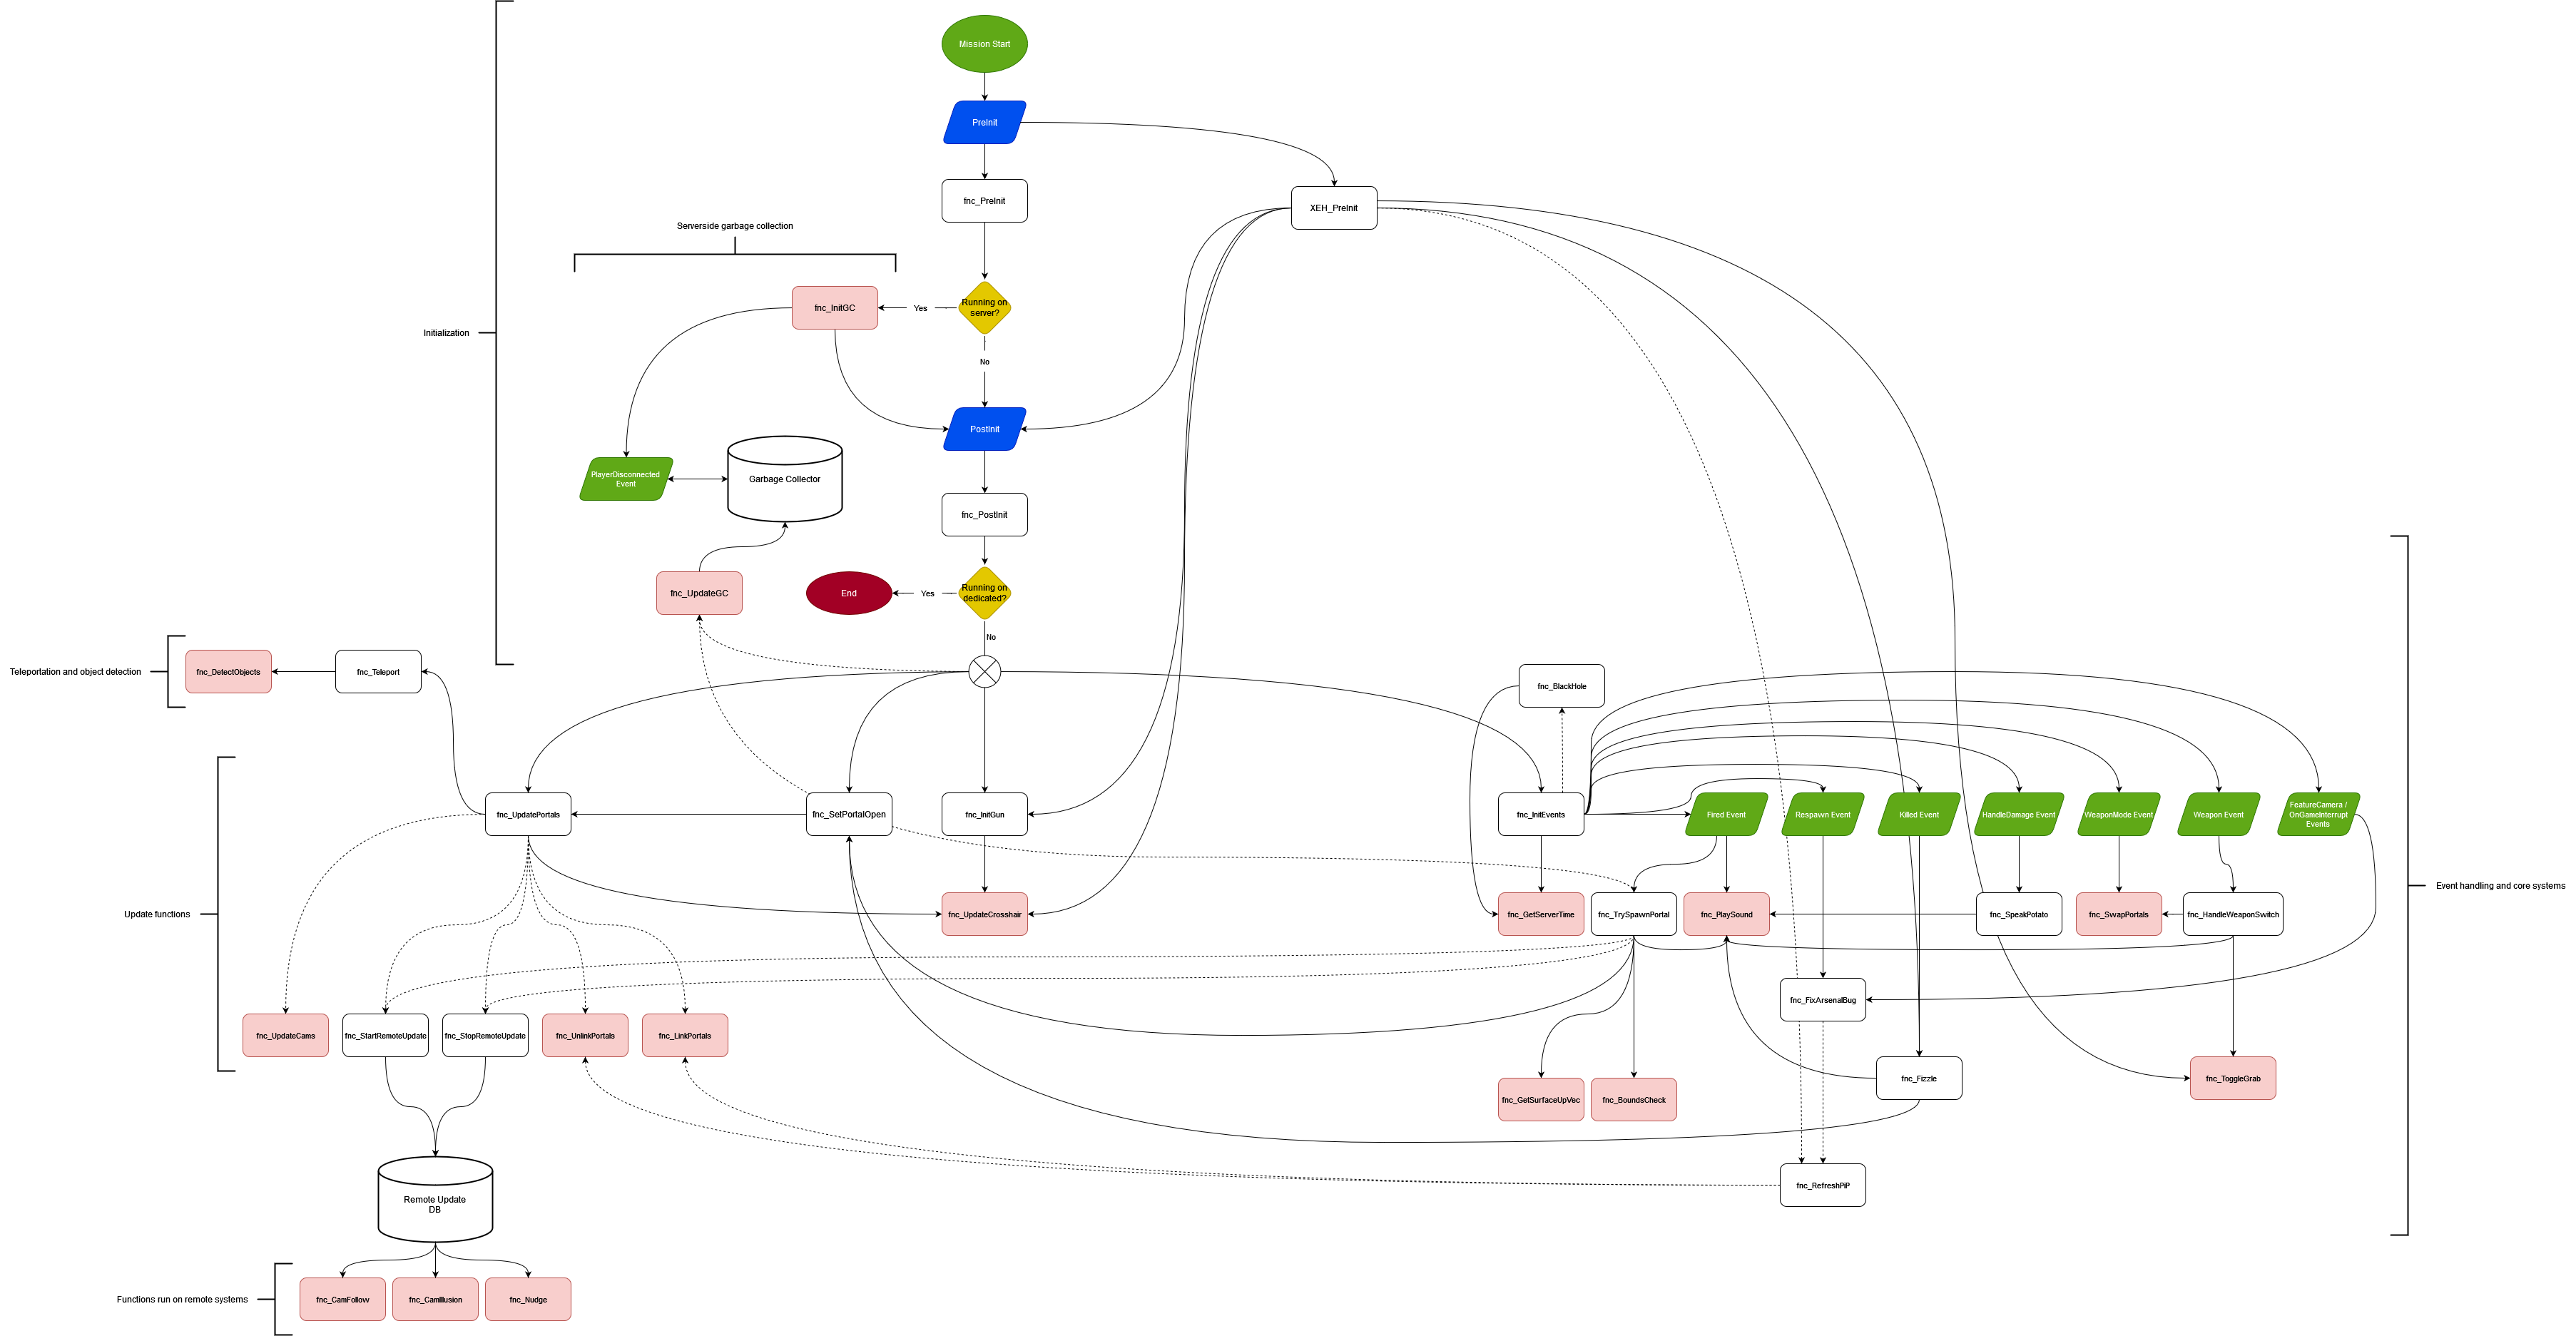 Mission Start
PreInit
fnc_PreInit
XEH_PreInit
Serverside garbage collection
fnc_InitGC
Yes
Running on
server?
Initialization
No
PostInit
PlayerDisconnected
Event
Garbage Collector
fnc_PostInit
fnc_UpdateGC
End
Yes
Running on
dedicated?
No
Teleportation and object detection
fnc_DetectObjects
fnc_Teleport
fnc_BlackHole
fnc_UpdatePortals
fnc_SetPortalOpen
fnc_InitGun
fnc_InitEvents
Fired Event
Respawn Event
Killed Event
HandleDamage Event
WeaponMode Event
Weapon Event
FeatureCamera /
OnGameInterrupt
Events
Event handling and core systems
Update functions
fnc_UpdateCrosshair
fnc_GetServerTime
fnc_TrySpawnPortal
fnc_PlaySound
fnc_SpeakPotato
fnc_SwapPortals
fnc_HandleWeaponSwitch
fnc_FixArsenalBug
fnc_UpdateCams
fnc_StartRemoteUpdate
fnc_StopRemoteUpdate
fnc_UnlinkPortals
fnc_LinkPortals
fnc_Fizzle
fnc_ToggleGrab
fnc_GetSurfaceUpVec
fnc_BoundsCheck
fnc_RefreshPiP
Remote Update
DB
Functions run on remote systems
fnc_CamFollow
fnc_CamIllusion
fnc_Nudge